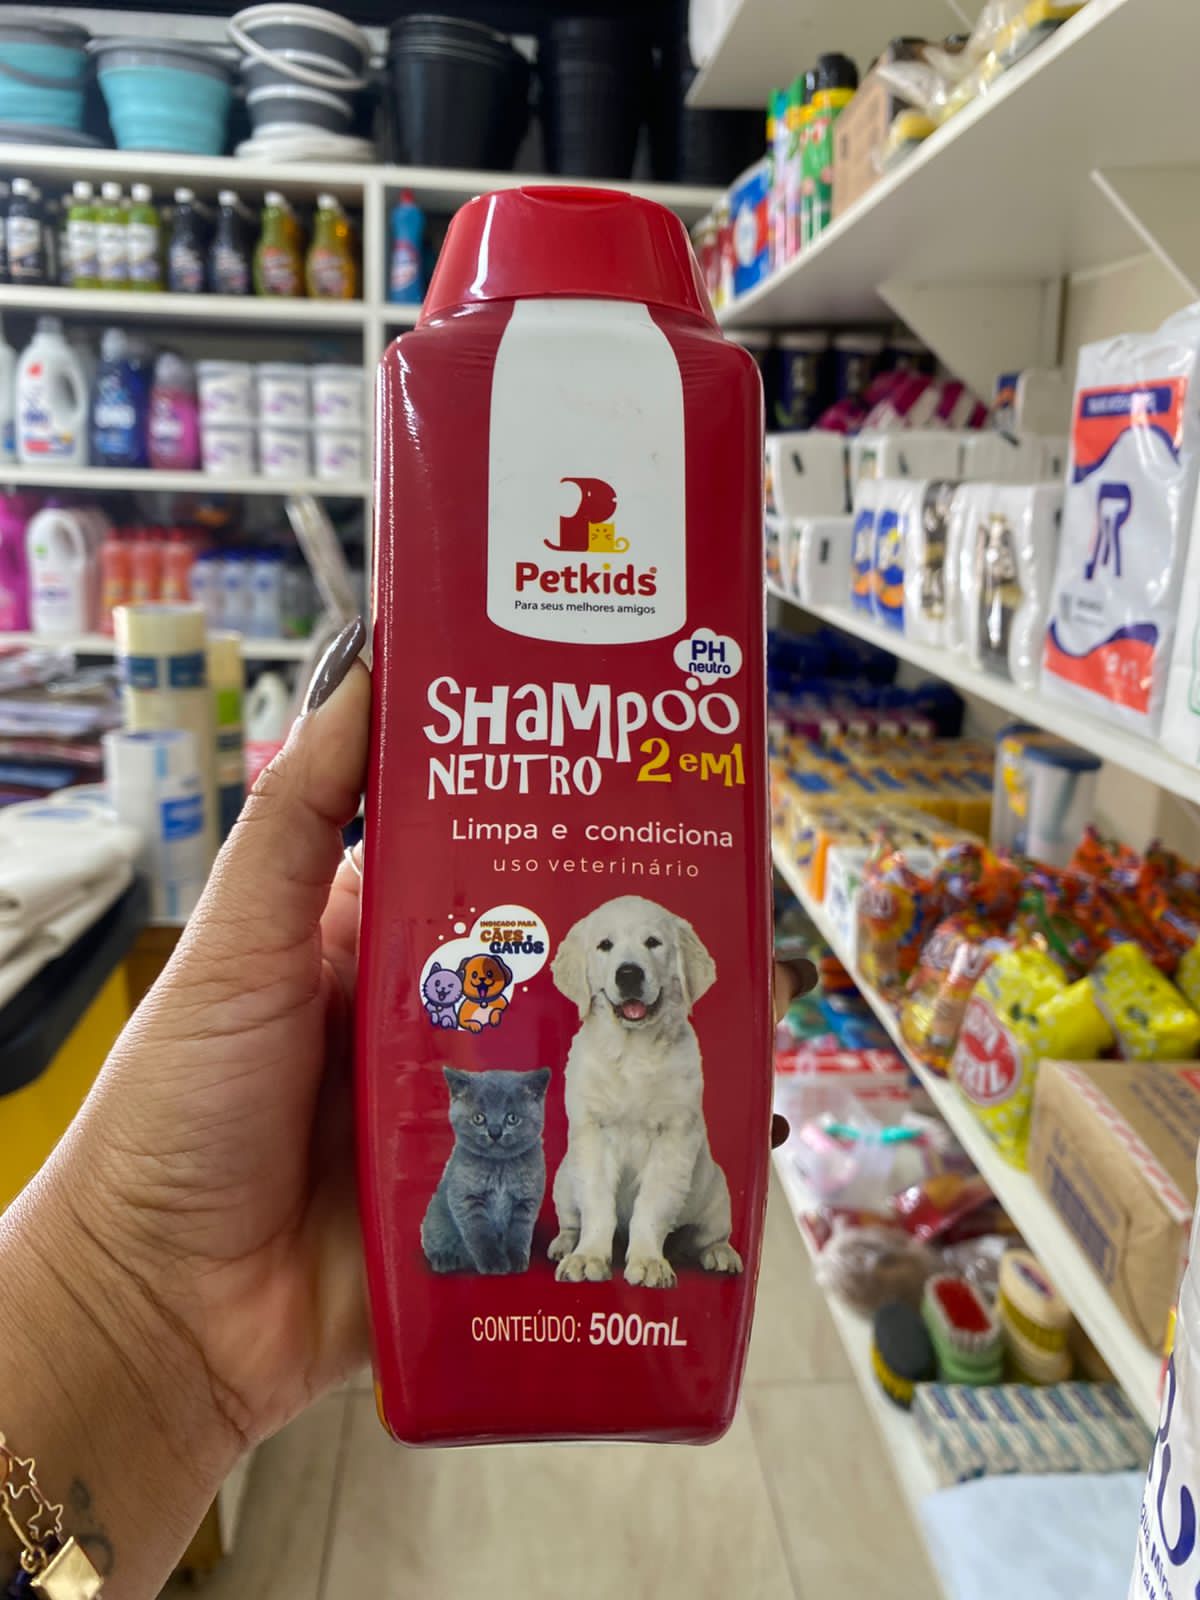 Petkids
Para seus melhores amigos
PH
neutro
SHaMPOO
NEUTRO
2 eM1
Limpa e condiciona
uso veterinário
INDICADO PARA
CÃES e
GATOS
CONTEÚDO: 500mL